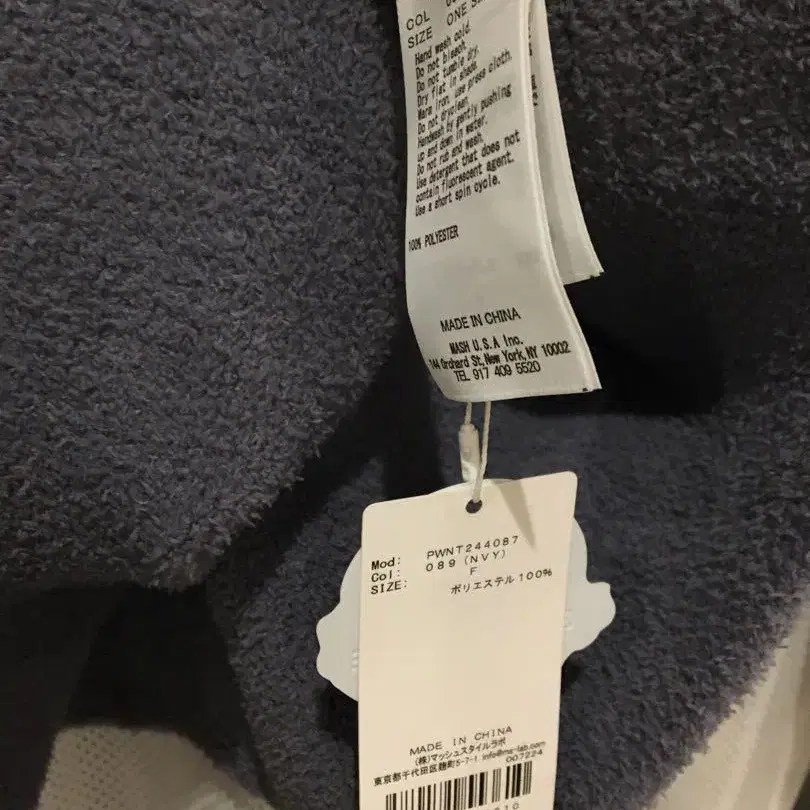 COL
SIZE ONE
Hand wash cold.
Do not bleach.
Do not tumble dry.
Dry flat in shade.
Warm iron, use press cloth.
Do not dryclean.
Handwash by gently pushing
up and down in water.
Do not rub and wash.
Use detergent that does not
contain fluorescent agent.
Use a short spin cycle.
100% POLYESTER
MADE IN CHINA
MASH U.S.A Inc.
144 Orchard St, New York, NY 10002
TEL 917 409 5520
Mod: PWNT244087
Col: 089 (NVY)
SIZE: F
ポリエステル100%
MADE IN CHINA
(株)マッシュスタイルラボ
東京都千代田区麹町5-7-1 info@ms-lab.com
007224